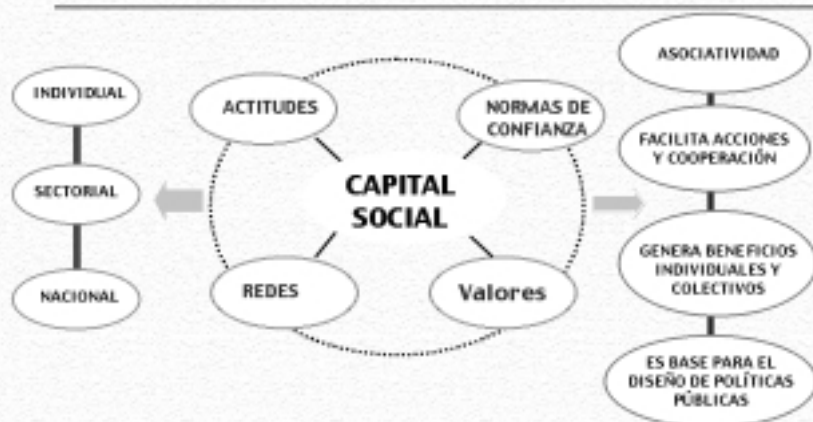 INDIVIDUAL
SECTORIAL
NACIONAL
ACTITUDES
NORMAS DE
CONFIANZA
CAPITAL
SOCIAL
REDES
Valores
ASOCIATIVIDAD
FACILITA ACCIONES
Y COOPERACIÓN
GENERA BENEFICIOS
INDIVIDUALES Y
COLECTIVOS
ES BASE PARA EL
DISEÑO DE POLÍTICAS
PÚBLICAS